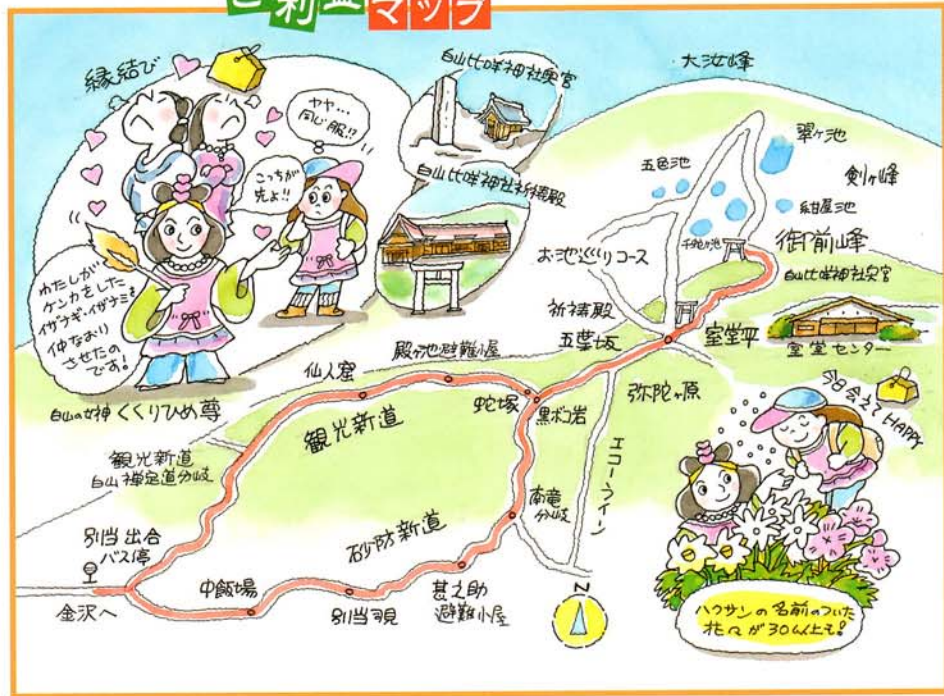 ご利益マップ
縁結び
ヤヤ…
同じ服!?
こっちが
先よ!!
わたしが
ケンカをした
イザナギ・イザナミを
仲なおり
させたの
です!
白山の女神 くくりひめ尊
白山比咩神社奥宮
白山比咩神社祈祷殿
大汝峰
翠ヶ池
五色池
剣ヶ峰
紺屋池
千蛇ヶ池
御前峰
お池巡りコース
白山比咩神社奥宮
祈祷殿
五葉坂
室堂平
室堂センター
殿ヶ池避難小屋
仙人窟
蛇塚
黒ボコ岩
弥陀ヶ原
観光新道
観光新道
白山禅定道分岐
エコーライン
南竜
分岐
砂防新道
別当出合
バス停
金沢へ
中飯場
別当覗
甚之助
避難小屋
N
今日会えてHAPPY
ハクサンの名前のついた
花々が30以上も!